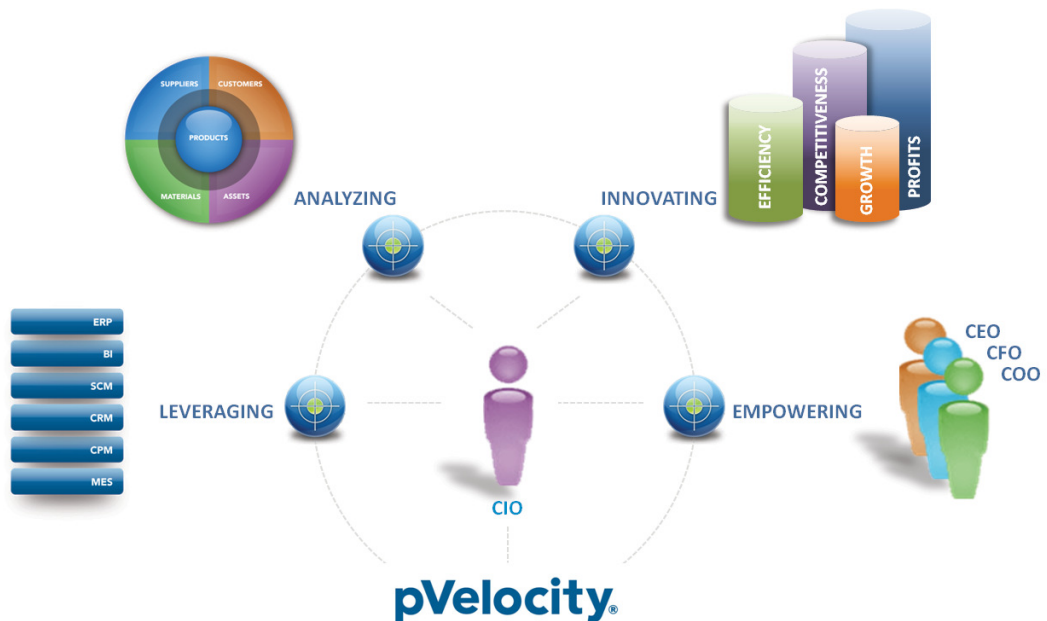 SUPPLIERS
CUSTOMERS
PRODUCTS
MATERIALS
ASSETS
ANALYZING
INNOVATING
EFFICIENCY
COMPETITIVENESS
GROWTH
PROFITS
ERP
BI
SCM
CRM
CPM
MES
LEVERAGING
EMPOWERING
CEO
CFO
COO
CIO
pVelocity®